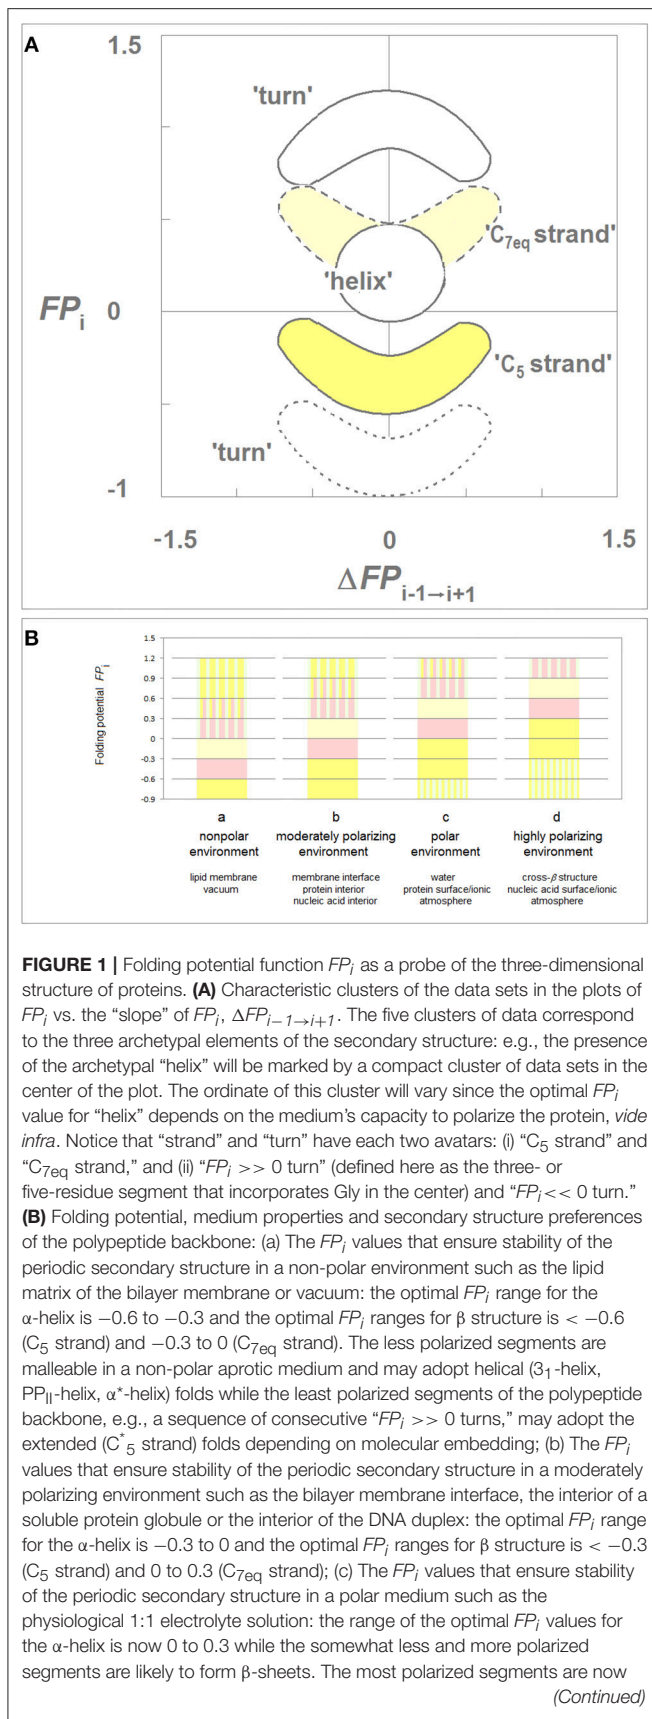 A
1.5
'turn'
'C7eq strand'
'helix'
FPi
0
'C5 strand'
'turn'
-1
-1.5
0
1.5
ΔFPi-1→i+1
B
Folding potential FPi
1.5
1.2
0.9
0.6
0.3
0
-0.3
-0.6
-0.9
a
nonpolar
environment
lipid membrane
vacuum
b
moderately polarizing
environment
membrane interface
protein interior
nucleic acid interior
c
polar
environment
water
protein surface/ionic
atmosphere
d
highly polarizing
environment
cross-β structure
nucleic acid surface/ionic
atmosphere
FIGURE 1 | Folding potential function FPi as a probe of the three-dimensional
structure of proteins. (A) Characteristic clusters of the data sets in the plots of
FPi vs. the “slope” of FPi, ΔFPi−1→i+1. The five clusters of data correspond
to the three archetypal elements of the secondary structure: e.g., the presence
of the archetypal “helix” will be marked by a compact cluster of data sets in the
center of the plot. The ordinate of this cluster will vary since the optimal FPi
value for “helix” depends on the medium’s capacity to polarize the protein, vide
infra. Notice that “strand” and “turn” have each two avatars: (i) “C5 strand” and
“C7eq strand,” and (ii) “FPi >> 0 turn” (defined here as the three- or
five-residue segment that incorporates Gly in the center) and “FPi<< 0 turn.”
(B) Folding potential, medium properties and secondary structure preferences
of the polypeptide backbone: (a) The FPi values that ensure stability of the
periodic secondary structure in a non-polar environment such as the lipid
matrix of the bilayer membrane or vacuum: the optimal FPi range for the
α-helix is −0.6 to −0.3 and the optimal FPi ranges for β structure is < −0.6
(C5 strand) and −0.3 to 0 (C7eq strand). The less polarized segments are
malleable in a non-polar aprotic medium and may adopt helical (31-helix,
PPII-helix, α*-helix) folds while the least polarized segments of the polypeptide
backbone, e.g., a sequence of consecutive “FPi >> 0 turns,” may adopt the
extended (C*5 strand) folds depending on molecular embedding; (b) The FPi
values that ensure stability of the periodic secondary structure in a moderately
polarizing environment such as the bilayer membrane interface, the interior of a
soluble protein globule or the interior of the DNA duplex: the optimal FPi range
for the α-helix is −0.3 to 0 and the optimal FPi ranges for β structure is < −0.3
(C5 strand) and 0 to 0.3 (C7eq strand); (c) The FPi values that ensure stability
of the periodic secondary structure in a polar medium such as the
physiological 1:1 electrolyte solution: the range of the optimal FPi values for
the α-helix is now 0 to 0.3 while the somewhat less and more polarized
segments are likely to form β-sheets. The most polarized segments are now
(Continued)